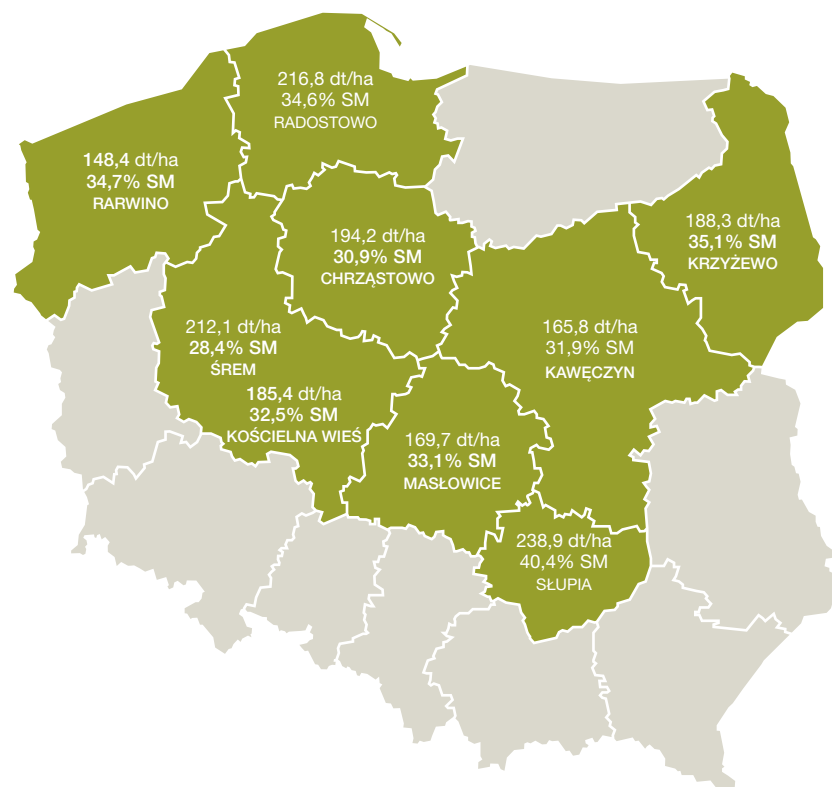 216,8 dt/ha
34,6% SM
RADOSTOWO
148,4 dt/ha
34,7% SM
RARWINO
194,2 dt/ha
30,9% SM
CHRZĄSTOWO
188,3 dt/ha
35,1% SM
KRZYŻEWO
212,1 dt/ha
28,4% SM
ŚREM
185,4 dt/ha
32,5% SM
KOŚCIELNA WIEŚ
165,8 dt/ha
31,9% SM
KAWĘCZYN
169,7 dt/ha
33,1% SM
MASŁOWICE
238,9 dt/ha
40,4% SM
SŁUPIA